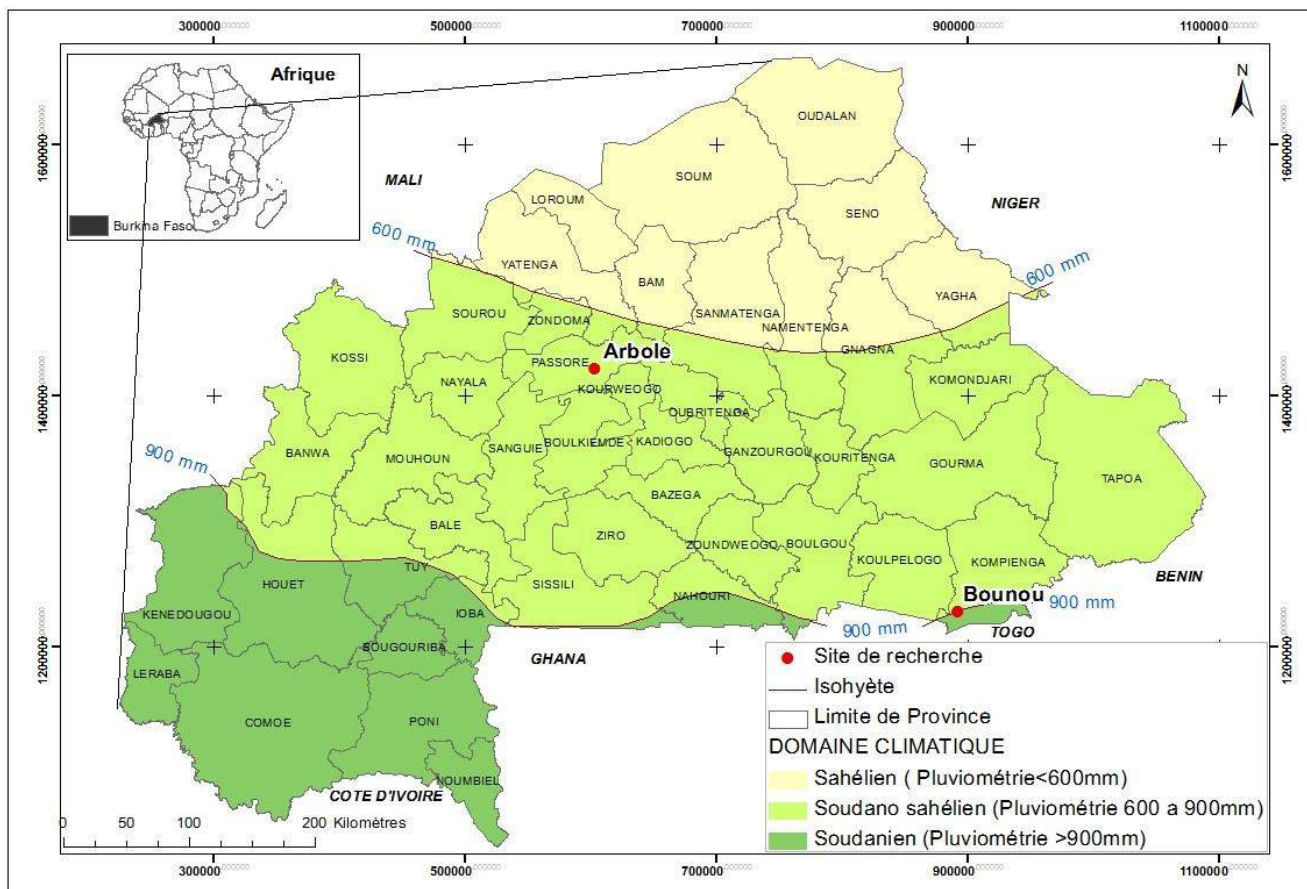 300000 500000 700000 900000 1100000
Afrique
Burkina Faso
N
1600000
1600000
1400000
1400000
1200000
1200000
MALI
NIGER
BENIN
TOGO
GHANA
COTE D'IVOIRE
600 mm
600 mm
900 mm
900 mm
900 mm
OUDALAN
SOUM
LOROUM
SENO
YATENGA
BAM
SANMATENGA
NAMENTENGA
YAGHA
GNAGNA
SOUROU
ZONDOMA
KOSSI
PASSORE
Arbole
NAYALA
KOURWEOGO
KOMONDJARI
OUBRITENGA
BANWA
MOUHOUN
SANGUIE
BOULKIEMDE
KADIOGO
GANZOURGOU
KOURITENGA
GOURMA
TAPOA
BAZEGA
BALE
ZIRO
ZOUNDWEOGO
BOULGOU
KOULPELOGO
KOMPIENGA
TUY
SISSILI
NAHOURI
Bounou
HOUET
KENEDOUGOU
IOBA
BOUGOURIBA
LERABA
COMOE
PONI
NOUMBIEL
Site de recherche
Isohyète
Limite de Province
DOMAINE CLIMATIQUE
Sahélien ( Pluviométrie<600mm)
Soudano sahélien (Pluviométrie 600 a 900mm)
Soudanien (Pluviométrie >900mm)
0 50 100 200 Kilomètres
300000 500000 700000 900000 1100000